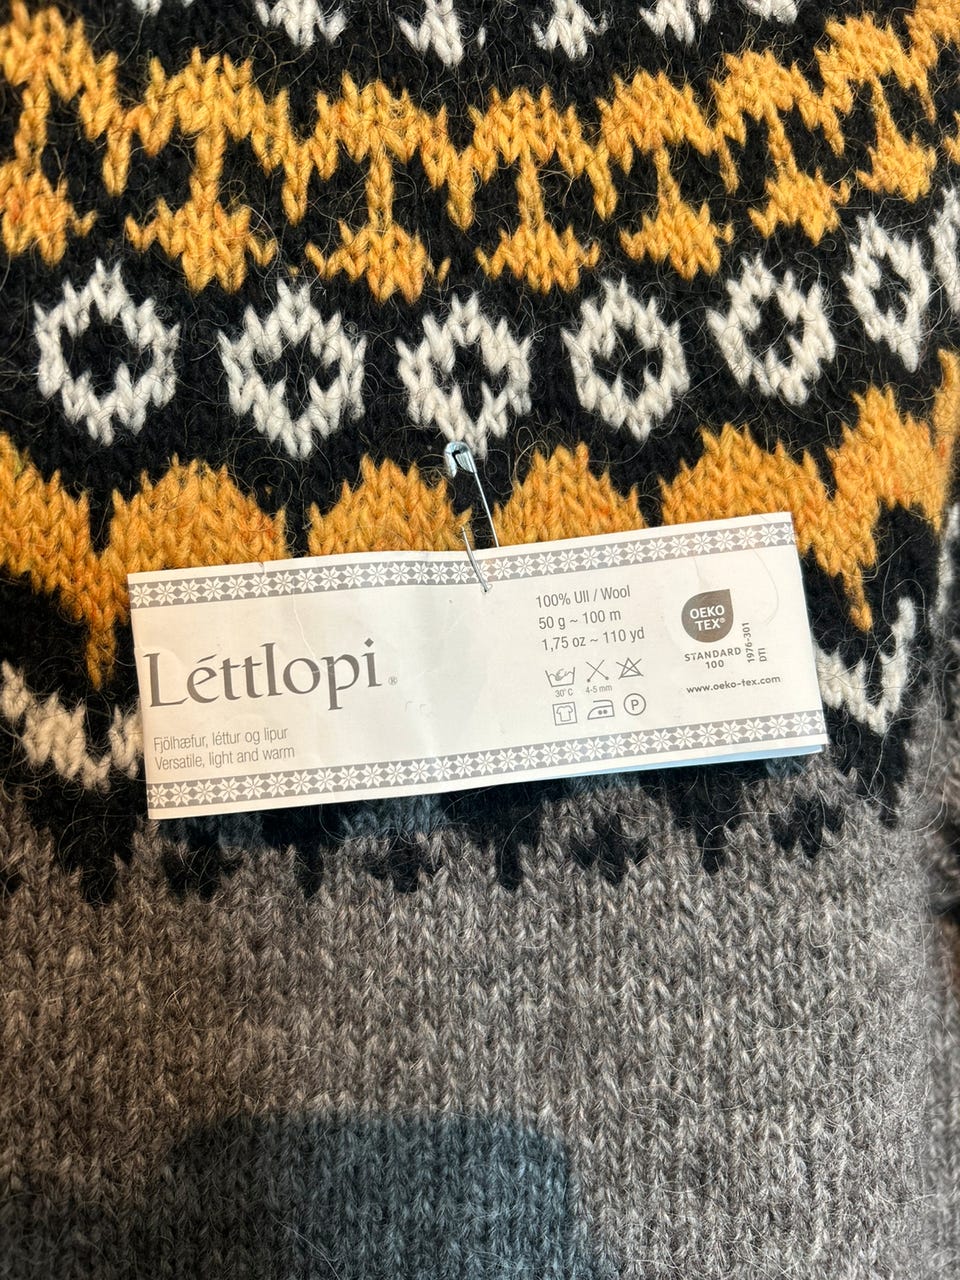 Léttlopi®
Fjölhæfur, léttur og lipur
Versatile, light and warm
100% Ull / Wool
50 g ~ 100 m
1,75 oz ~ 110 yd
30° C
4-5 mm
P
OEKO
TEX®
STANDARD
100
1976-301
DTI
www.oeko-tex.com